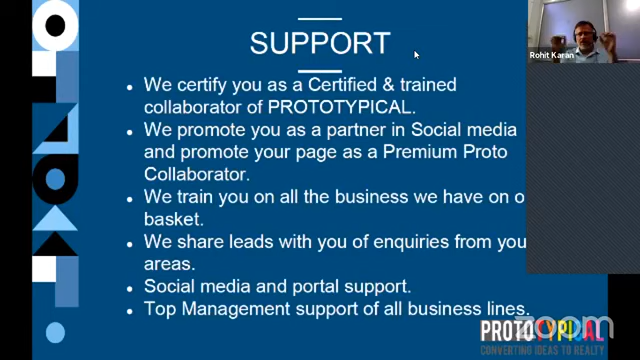 SUPPORT
Rohit Karan
We certify you as a Certified & trained
collaborator of PROTOTYPICAL.
We promote you as a partner in Social media
and promote your page as a Premium Proto
Collaborator.
We train you on all the business we have on o
basket.
We share leads with you of enquiries from you
areas.
Social media and portal support.
Top Management support of all business lines.
zoom
PROTOTYPICAL
CONVERTING IDEAS TO REALTY